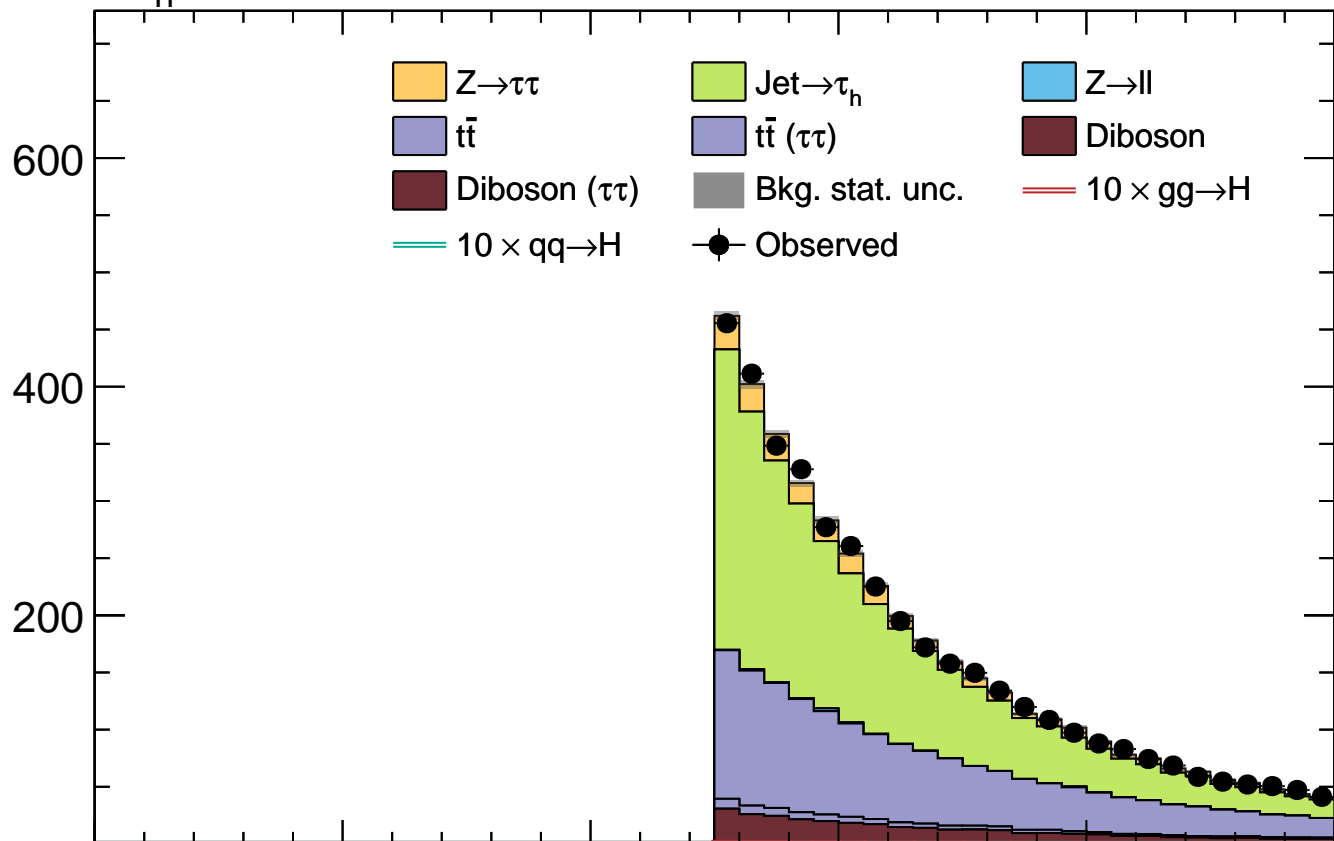 Z→ττ Jet→τh Z→ll
tt̄ tt̄ (ττ) Diboson
Diboson (ττ) Bkg. stat. unc. 10 × gg→H
10 × qq→H Observed
600
400
200